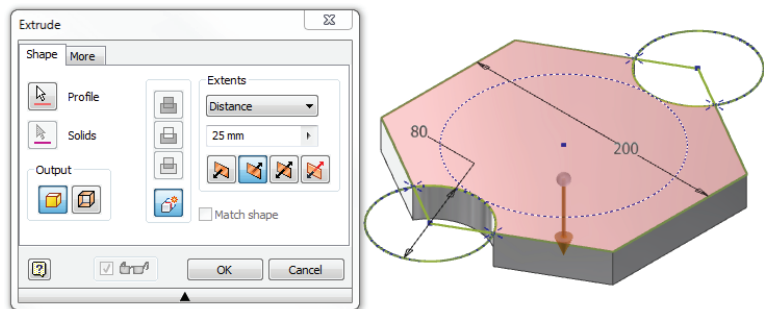 Extrude
Shape More
Profile
Solids
Output
Extents
Distance
25 mm
Match shape
?
OK Cancel
80
200